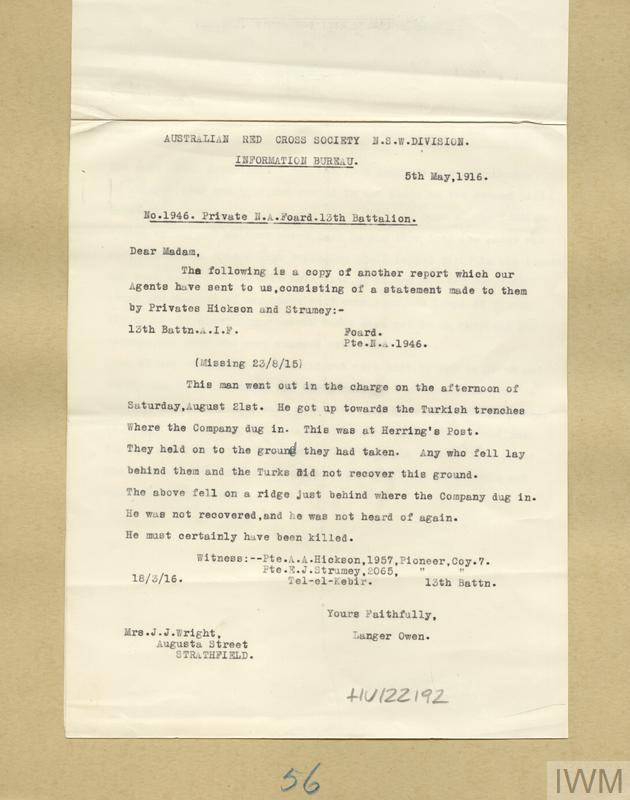 AUSTRALIAN RED CROSS SOCIETY N.S.W.DIVISION.
INFORMATION BUREAU.
5th May,1916.
No.1946. Private N.A.Foard.13th Battalion.
Dear Madam,
The following is a copy of another report which our
Agents have sent to us,consisting of a statement made to them
by Privates Hickson and Strumey:-
13th Battn.A.I.F. Foard.
Pte.N.A.1946.
(Missing 23/8/15)
This man went out in the charge on the afternoon of
Saturday,August 21st. He got up towards the Turkish trenches
Where the Company dug in. This was at Herring's Post.
They held on to the ground they had taken. Any who fell lay
behind them and the Turks did not recover this ground.
The above fell on a ridge just behind where the Company dug in.
He was not recovered,and he was not heard of again.
He must certainly have been killed.
Witness:--Pte.A.A.Hickson,1957,Pioneer,Coy.7.
Pte.E.J.Strumey,2065, " "
18/3/16. Tel-el-Kebir. 13th Battn.
Yours Faithfully,
Mrs.J.J.Wright, Langer Owen.
Augusta Street
STRATHFIELD.
HU122192
56
IWM